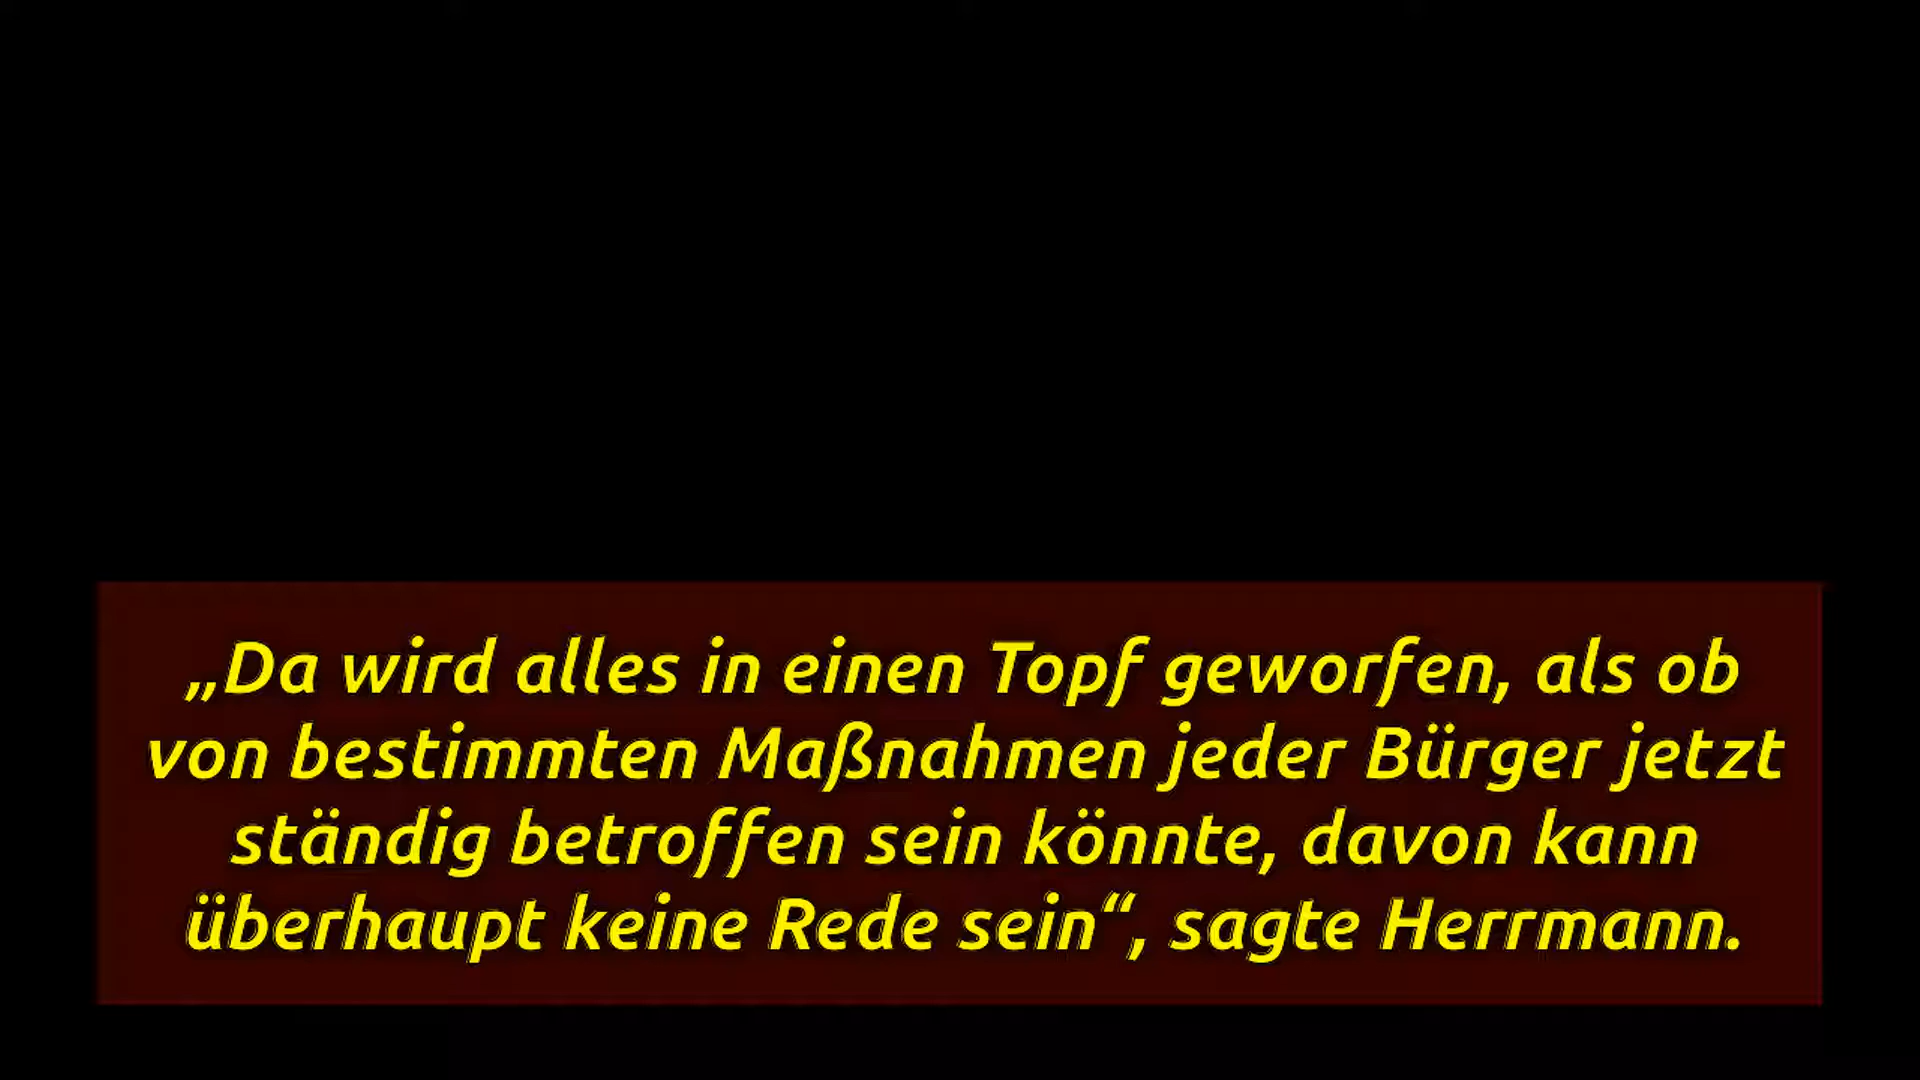 „Da wird alles in einen Topf geworfen, als ob
von bestimmten Maßnahmen jeder Bürger jetzt
ständig betroffen sein könnte, davon kann
überhaupt keine Rede sein“, sagte Herrmann.